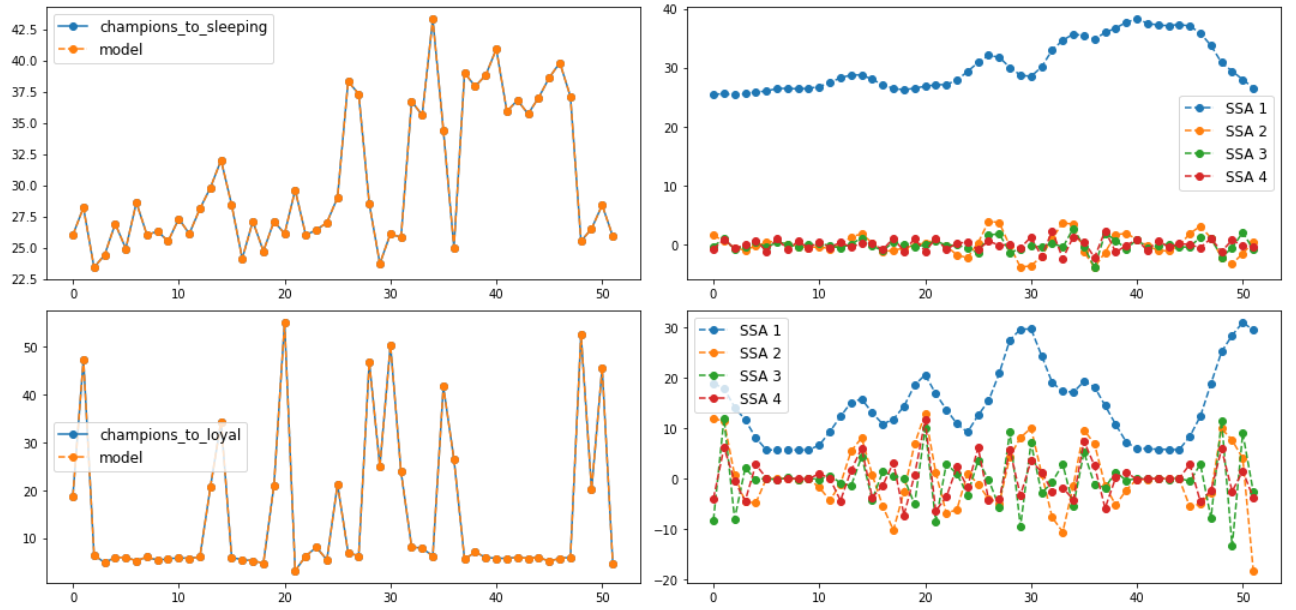 42.5
40.0
37.5
35.0
32.5
30.0
27.5
25.0
22.5
champions_to_sleeping
model
0 10 20 30 40 50
40
30
20
10
0
SSA 1
SSA 2
SSA 3
SSA 4
0 10 20 30 40 50
50
40
30
20
10
champions_to_loyal
model
0 10 20 30 40 50
30
20
10
0
−10
−20
SSA 1
SSA 2
SSA 3
SSA 4
0 10 20 30 40 50